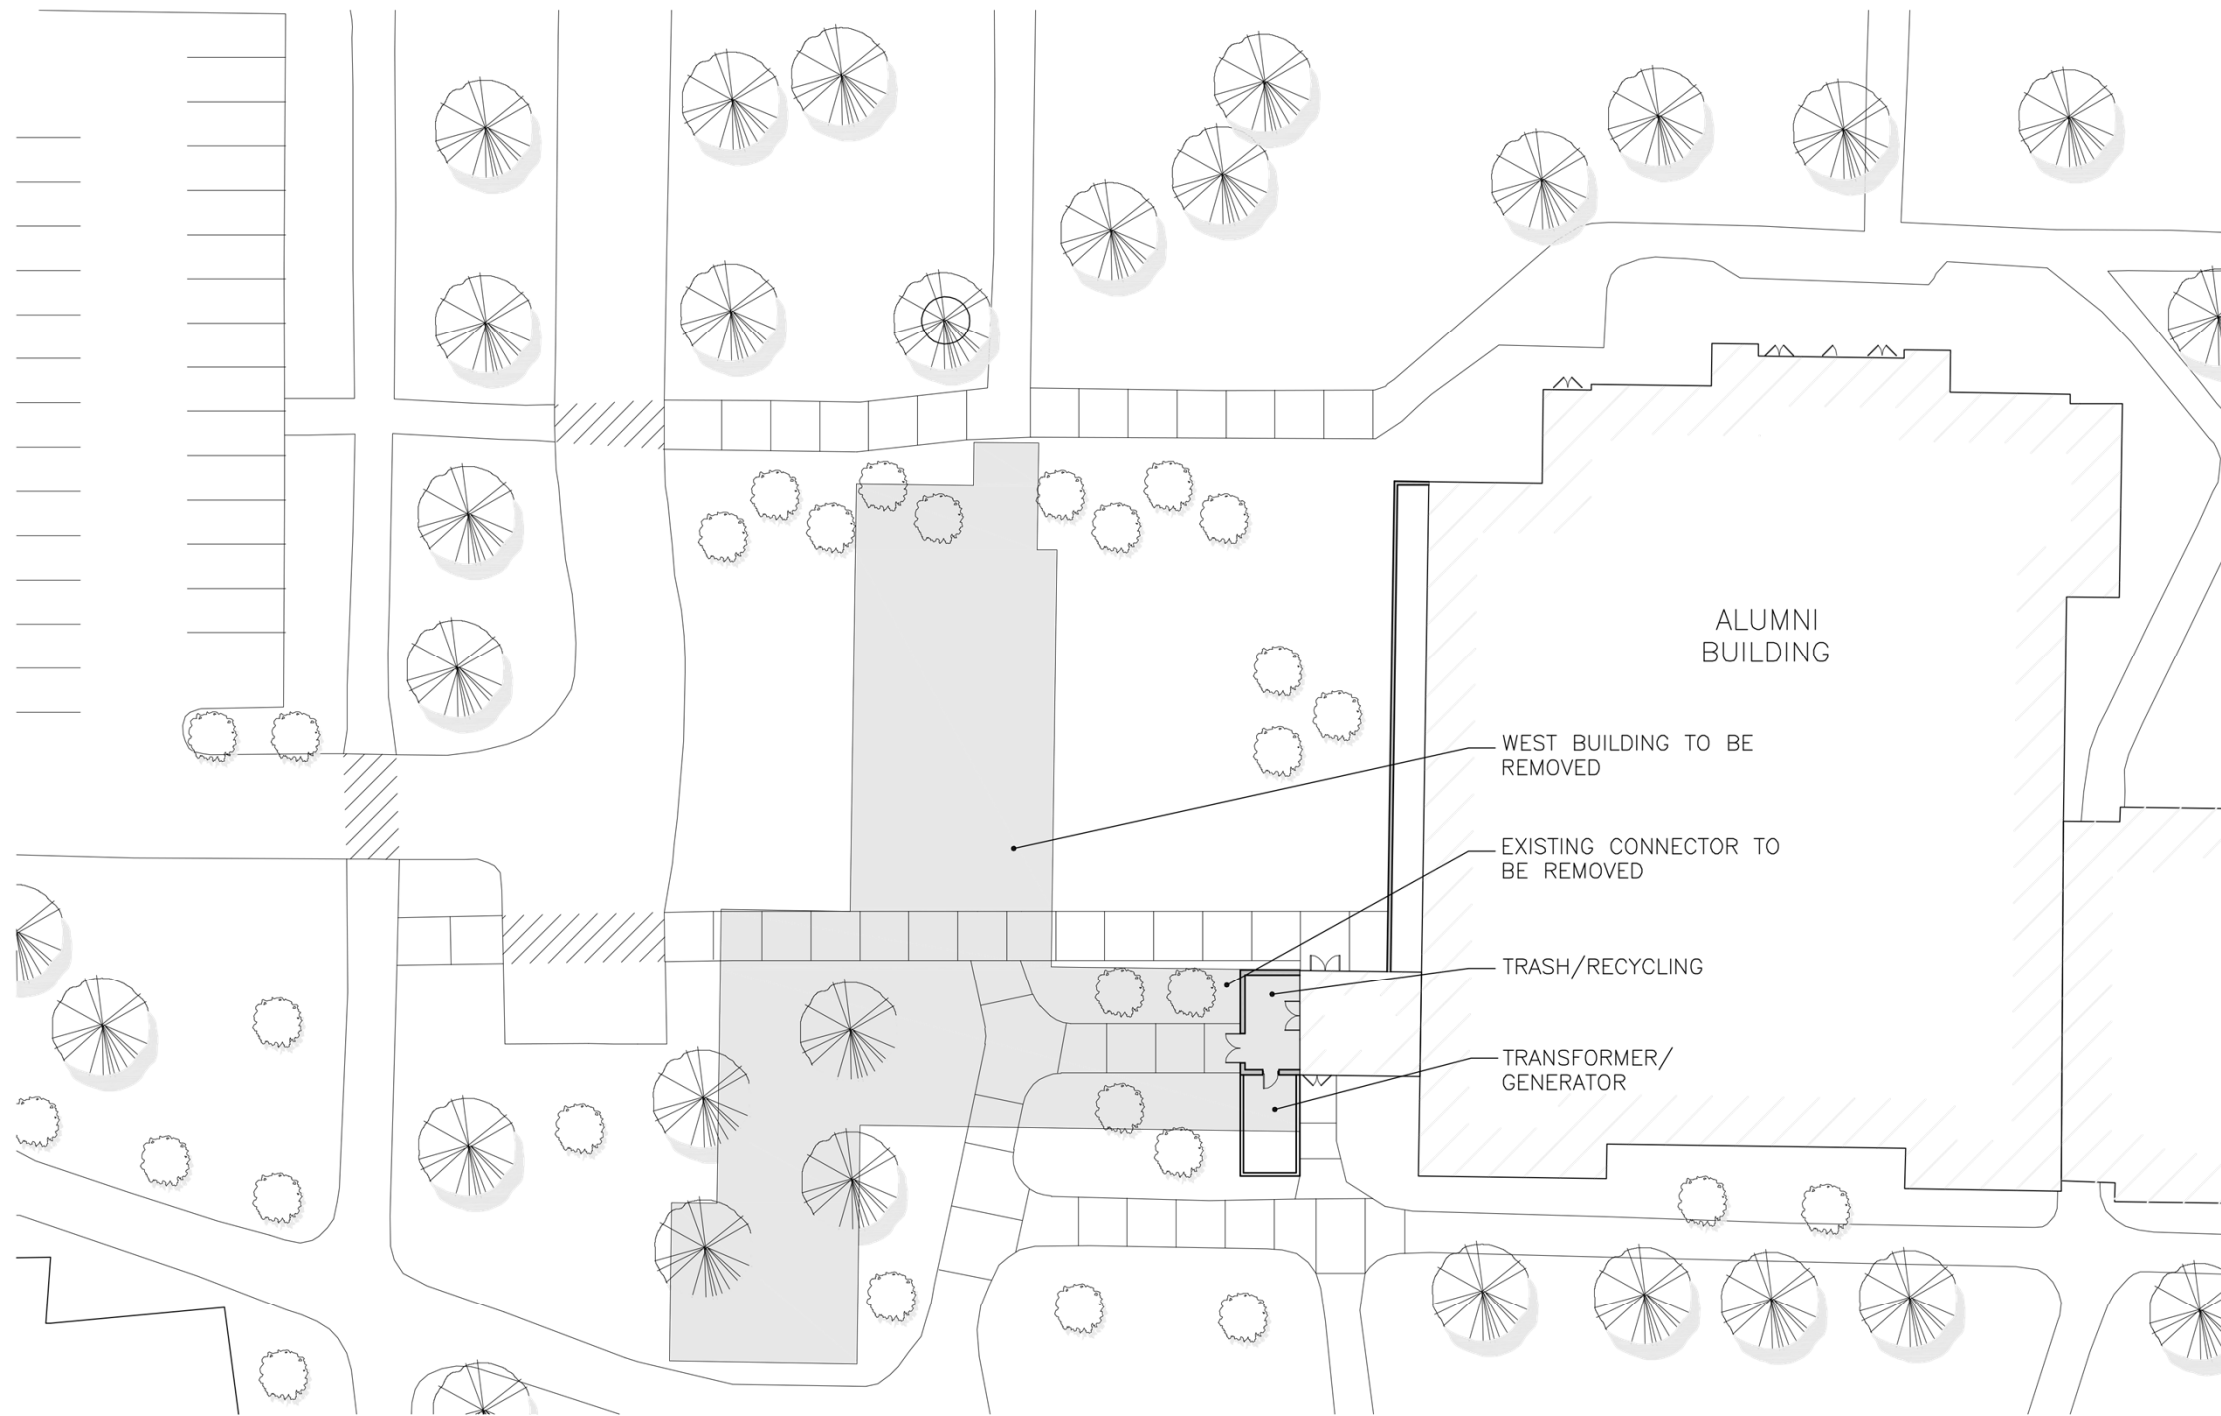 ALUMNI
BUILDING
WEST BUILDING TO BE
REMOVED
EXISTING CONNECTOR TO
BE REMOVED
TRASH/RECYCLING
TRANSFORMER/
GENERATOR